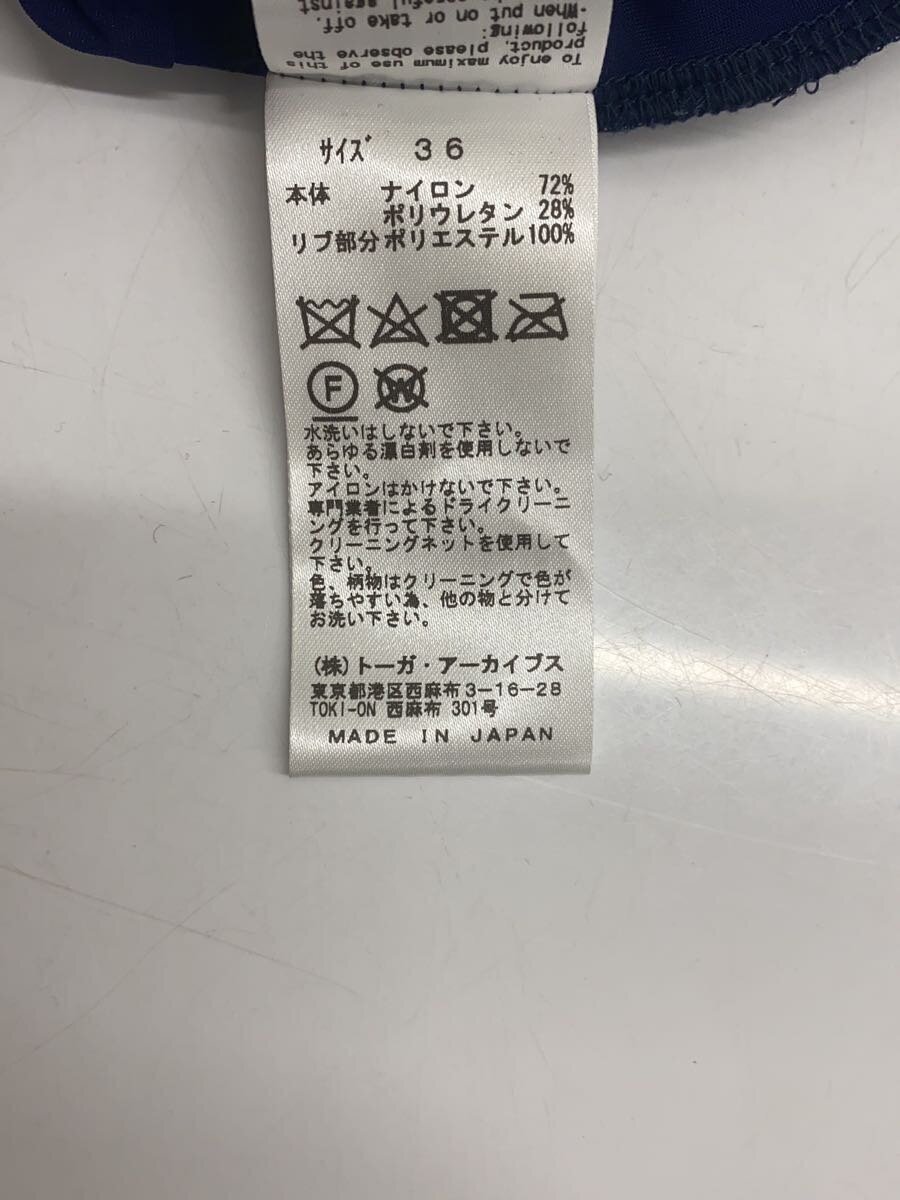 To enjoy maximum use of this
product, please observe the
following:
-When put on or take off.
against
サイズ 36
本体 ナイロン 72%
ポリウレタン 28%
リブ部分 ポリエステル 100%
F
W
水洗いはしないで下さい。
あらゆる漂白剤を使用しないで
下さい。
アイロンはかけないで下さい。
専門業者によるドライクリーニ
ングを行って下さい。
クリーニングネットを使用して
下さい。
色、柄物はクリーニングで色が
落ちやすい為、他の物と分けて
お洗い下さい。
(株)トーガ・アーカイブス
東京都港区西麻布3-16-28
TOKI-ON 西麻布 301号
MADE IN JAPAN